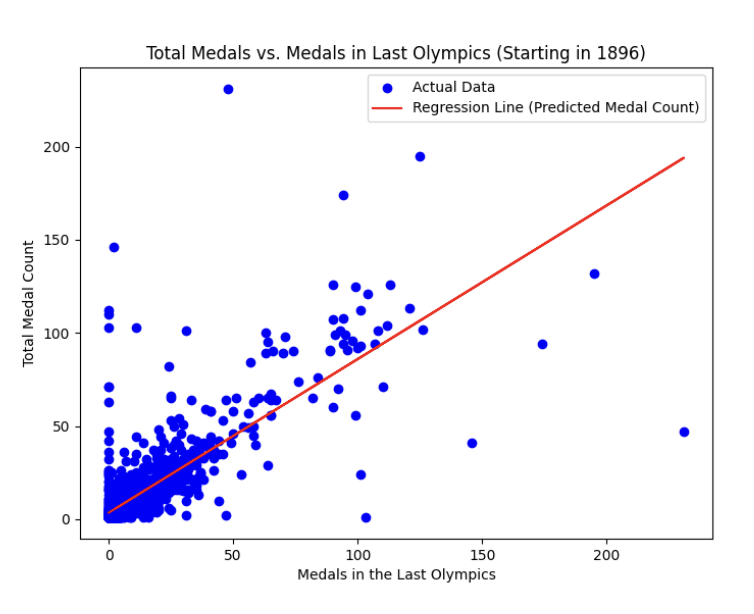 Total Medals vs. Medals in Last Olympics (Starting in 1896)
Actual Data
Regression Line (Predicted Medal Count)
Total Medal Count
200
150
100
50
0
0 50 100 150 200
Medals in the Last Olympics